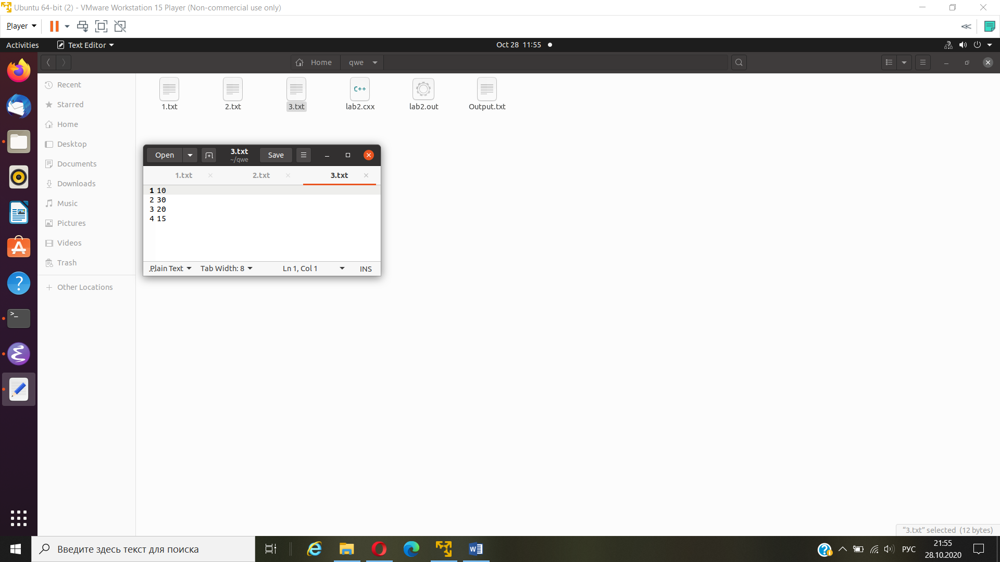 Ubuntu 64-bit (2) - VMware Workstation 15 Player (Non-commercial use only)
Player
Activities
Text Editor
Oct 28 11:55
Home
qwe
Recent
Starred
Home
Desktop
Documents
Downloads
Music
Pictures
Videos
Trash
Other Locations
1.txt
2.txt
3.txt
C++
lab2.cxx
lab2.out
Output.txt
Open
3.txt
~/qwe
Save
1.txt
2.txt
3.txt
1 10
2 30
3 20
4 15
Plain Text
Tab Width: 8
Ln 1, Col 1
INS
“3.txt” selected (12 bytes)
Введите здесь текст для поиска
РУС
21:55
28.10.2020